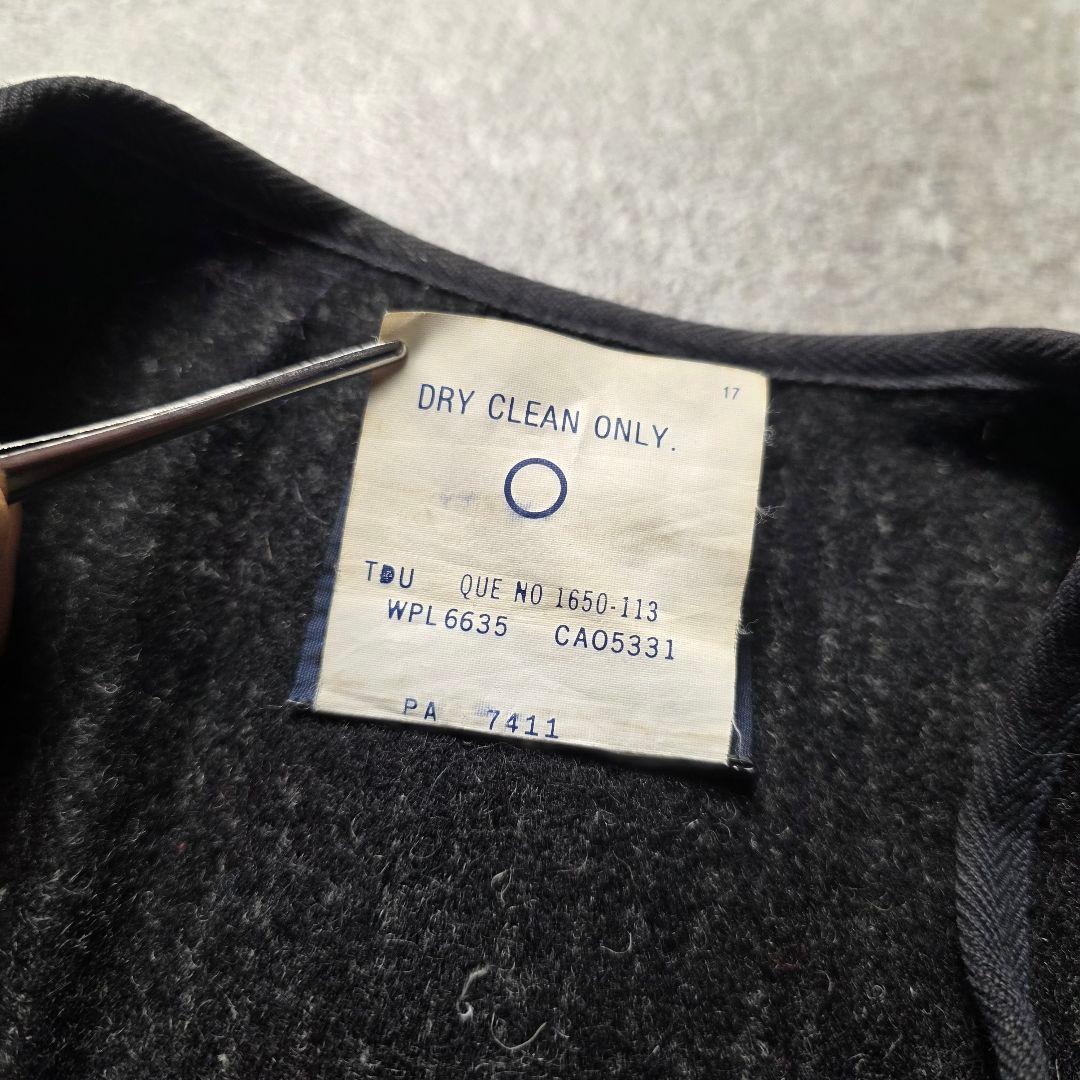 17
DRY CLEAN ONLY.
TDU QUE NO 1650-113
WPL 6635 CA05331
PA 7411